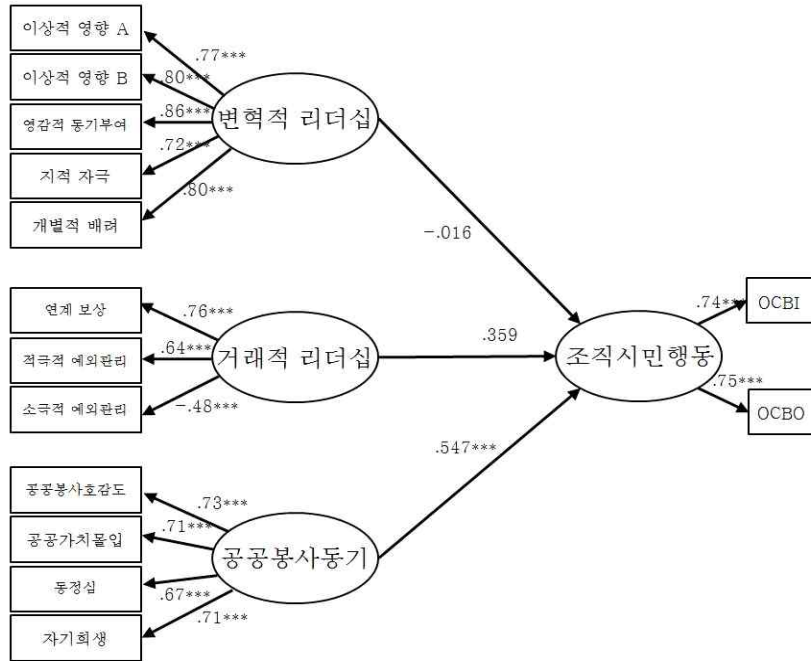 이상적 영향 A
.77***
이상적 영향 B
.80***
변혁적 리더십
영감적 동기부여
.86***
지적 자극
.72***
개별적 배려
.80***
-.016
연계 보상
.76***
적극적 예외관리
.64***
거래적 리더십
.359
소극적 예외관리
-.48***
조직시민행동
.74***
OCBI
.75***
OCBO
.547***
공공봉사호감도
.73***
공공가치몰입
.71***
공공봉사동기
동정심
.67***
자기희생
.71***